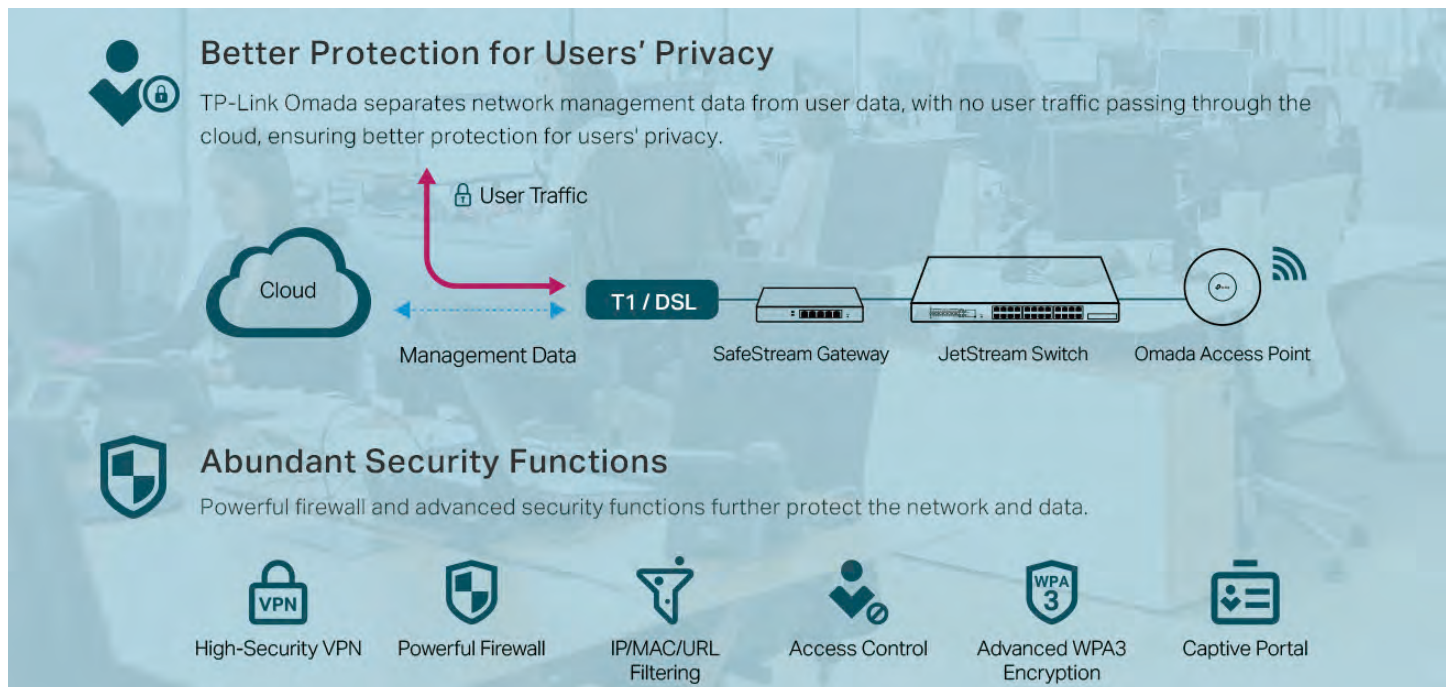 Better Protection for Users' Privacy
TP-Link Omada separates network management data from user data, with no user traffic passing through the
cloud, ensuring better protection for users' privacy.
User Traffic
Cloud
T1 / DSL
Management Data
SafeStream Gateway
JetStream Switch
Omada Access Point
Abundant Security Functions
Powerful firewall and advanced security functions further protect the network and data.
VPN
WPA
3
High-Security VPN
Powerful Firewall
IP/MAC/URL
Filtering
Access Control
Advanced WPA3
Encryption
Captive Portal